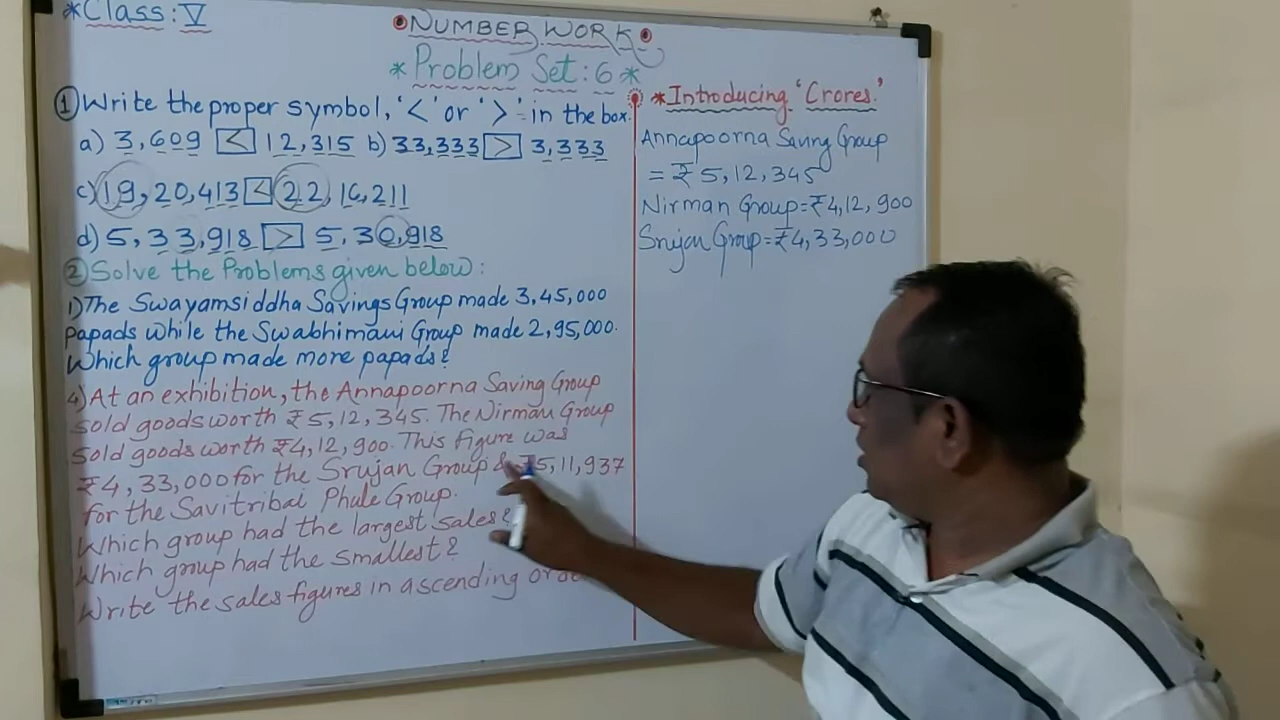 *Class: V
NUMBER WORK
* Problem Set: 6 *
① Write the proper symbol, '<' or '>' in the box.
a) 3,609 < 12,315 b) 33,333 > 3,333
c) 19,20,413 < 22,16,211
d) 5,33,918 > 5,30,918
② Solve the Problems given below:
1) The Swayamsiddha Savings Group made 3,45,000
papads while the Swabhimani Group made 2,95,000.
Which group made more papads?
4) At an exhibition, the Annapoorna Saving Group
sold goods worth ₹5,12,345. The Nirman Group
sold goods worth ₹4,12,900. This figure was
₹4,33,000 for the Srujan Group & ₹5,11,937
for the Savitribai Phule Group.
Which group had the largest sales?
Which group had the smallest?
Write the sales figures in ascending
* Introducing 'Crores.'
Annapoorna Saving Group
= ₹5,12,345
Nirman Group = ₹4,12,900
Srujan Group = ₹4,33,000